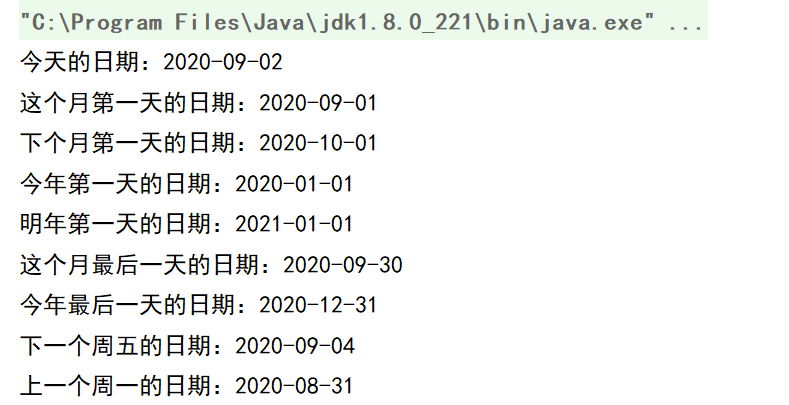 "C:\Program Files\Java\jdk1.8.0_221\bin\java.exe" ...
今天的日期：2020-09-02
这个月第一天的日期：2020-09-01
下个月第一天的日期：2020-10-01
今年第一天的日期：2020-01-01
明年第一天的日期：2021-01-01
这个月最后一天的日期：2020-09-30
今年最后一天的日期：2020-12-31
下一个周五的日期：2020-09-04
上一个周一的日期：2020-08-31